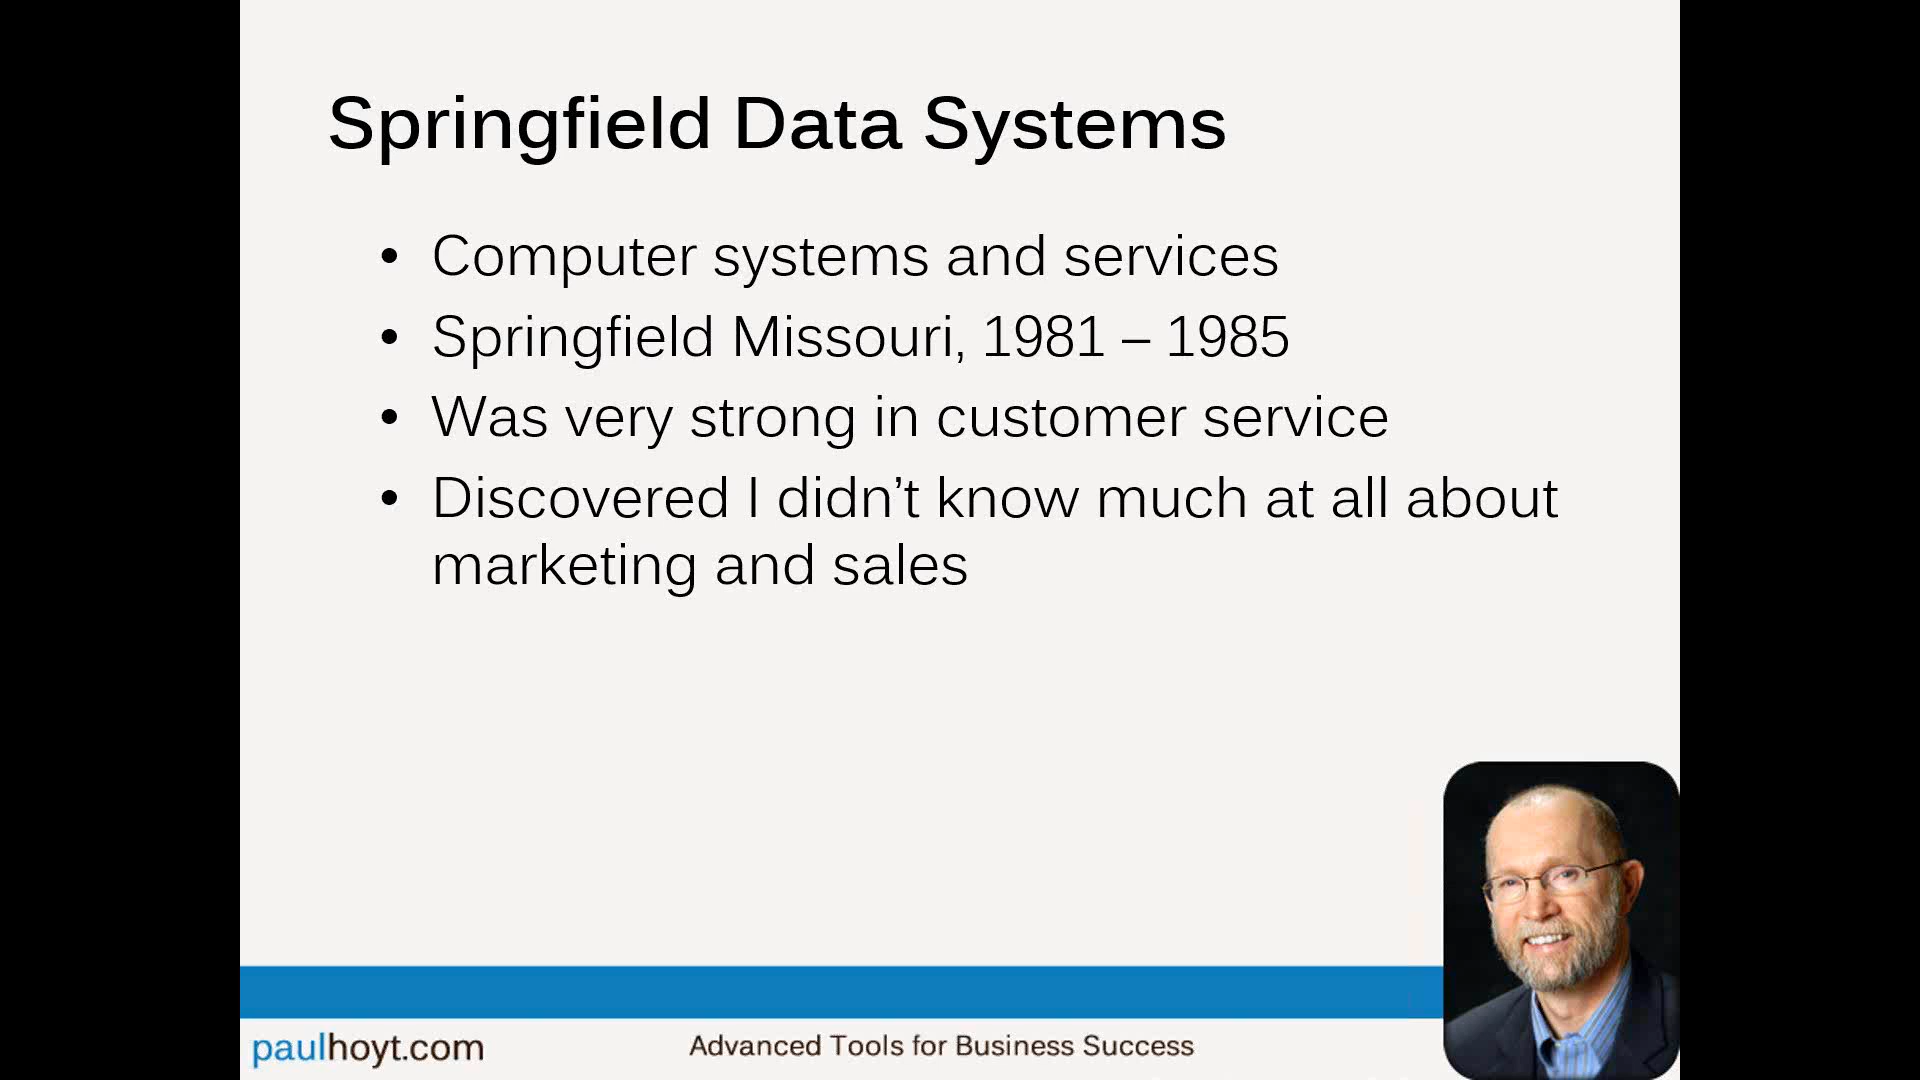 Springfield Data Systems
• Computer systems and services
• Springfield Missouri, 1981 – 1985
• Was very strong in customer service
• Discovered I didn’t know much at all about
marketing and sales
paulhoyt.com
Advanced Tools for Business Success